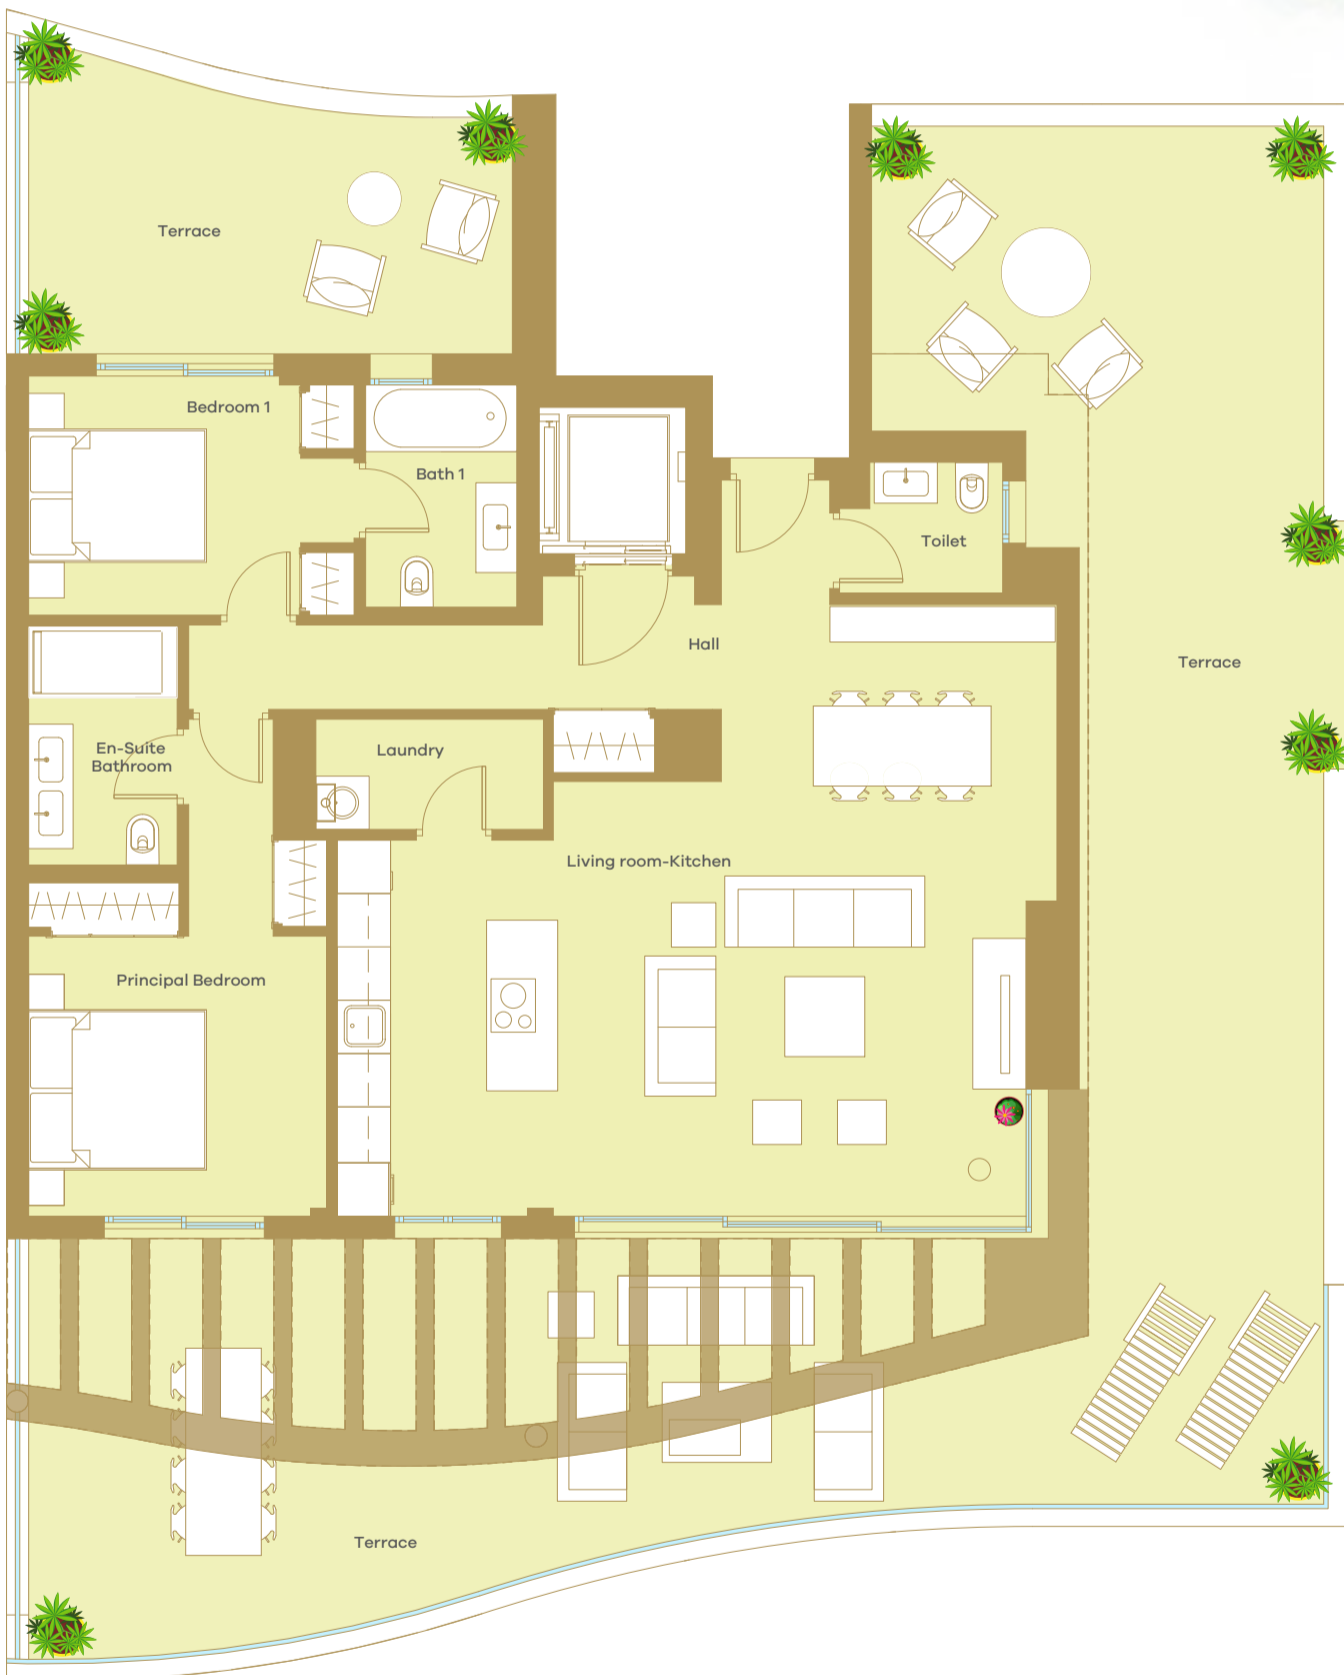 Terrace
Bedroom 1
Bath 1
Toilet
Hall
Terrace
En-Suite
Bathroom
Laundry
Living room-Kitchen
Principal Bedroom
Terrace